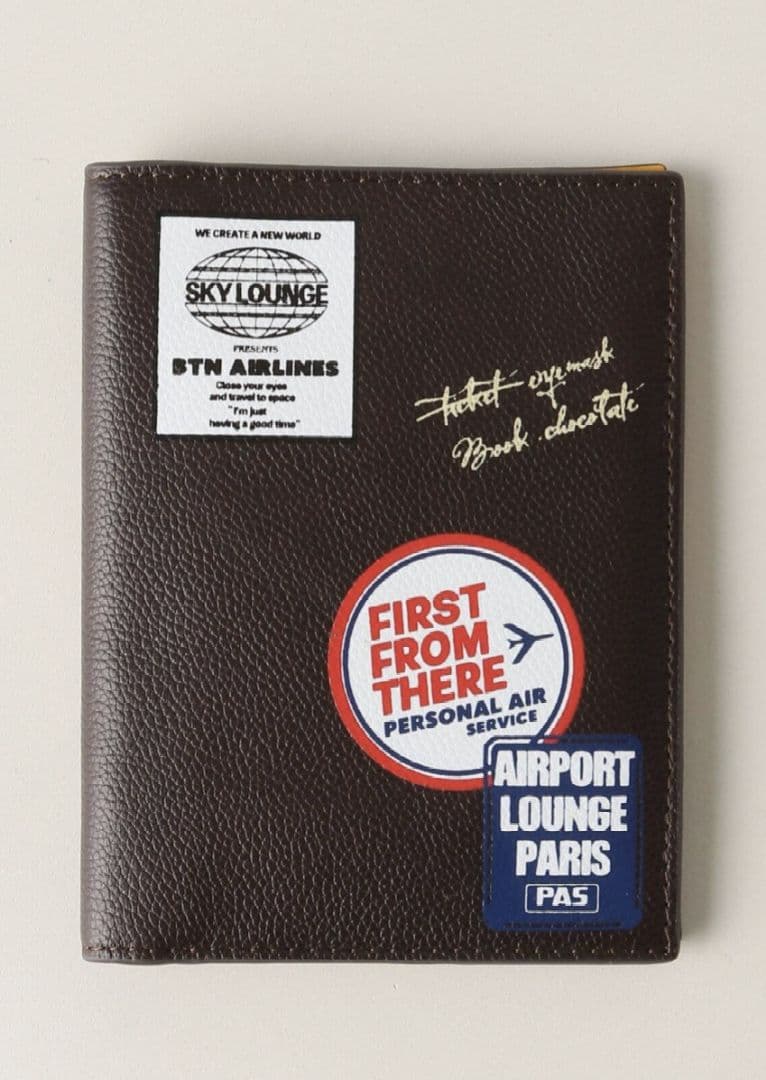 WE CREATE A NEW WORLD
SKY LOUNGE
PRESENTS
BTN AIRLINES
Close your eyes
and travel to space
"I'm just
having a good time"
ticket eyemask
Book . chocolate
FIRST
FROM
THERE
PERSONAL AIR
SERVICE
AIRPORT
LOUNGE
PARIS
PAS